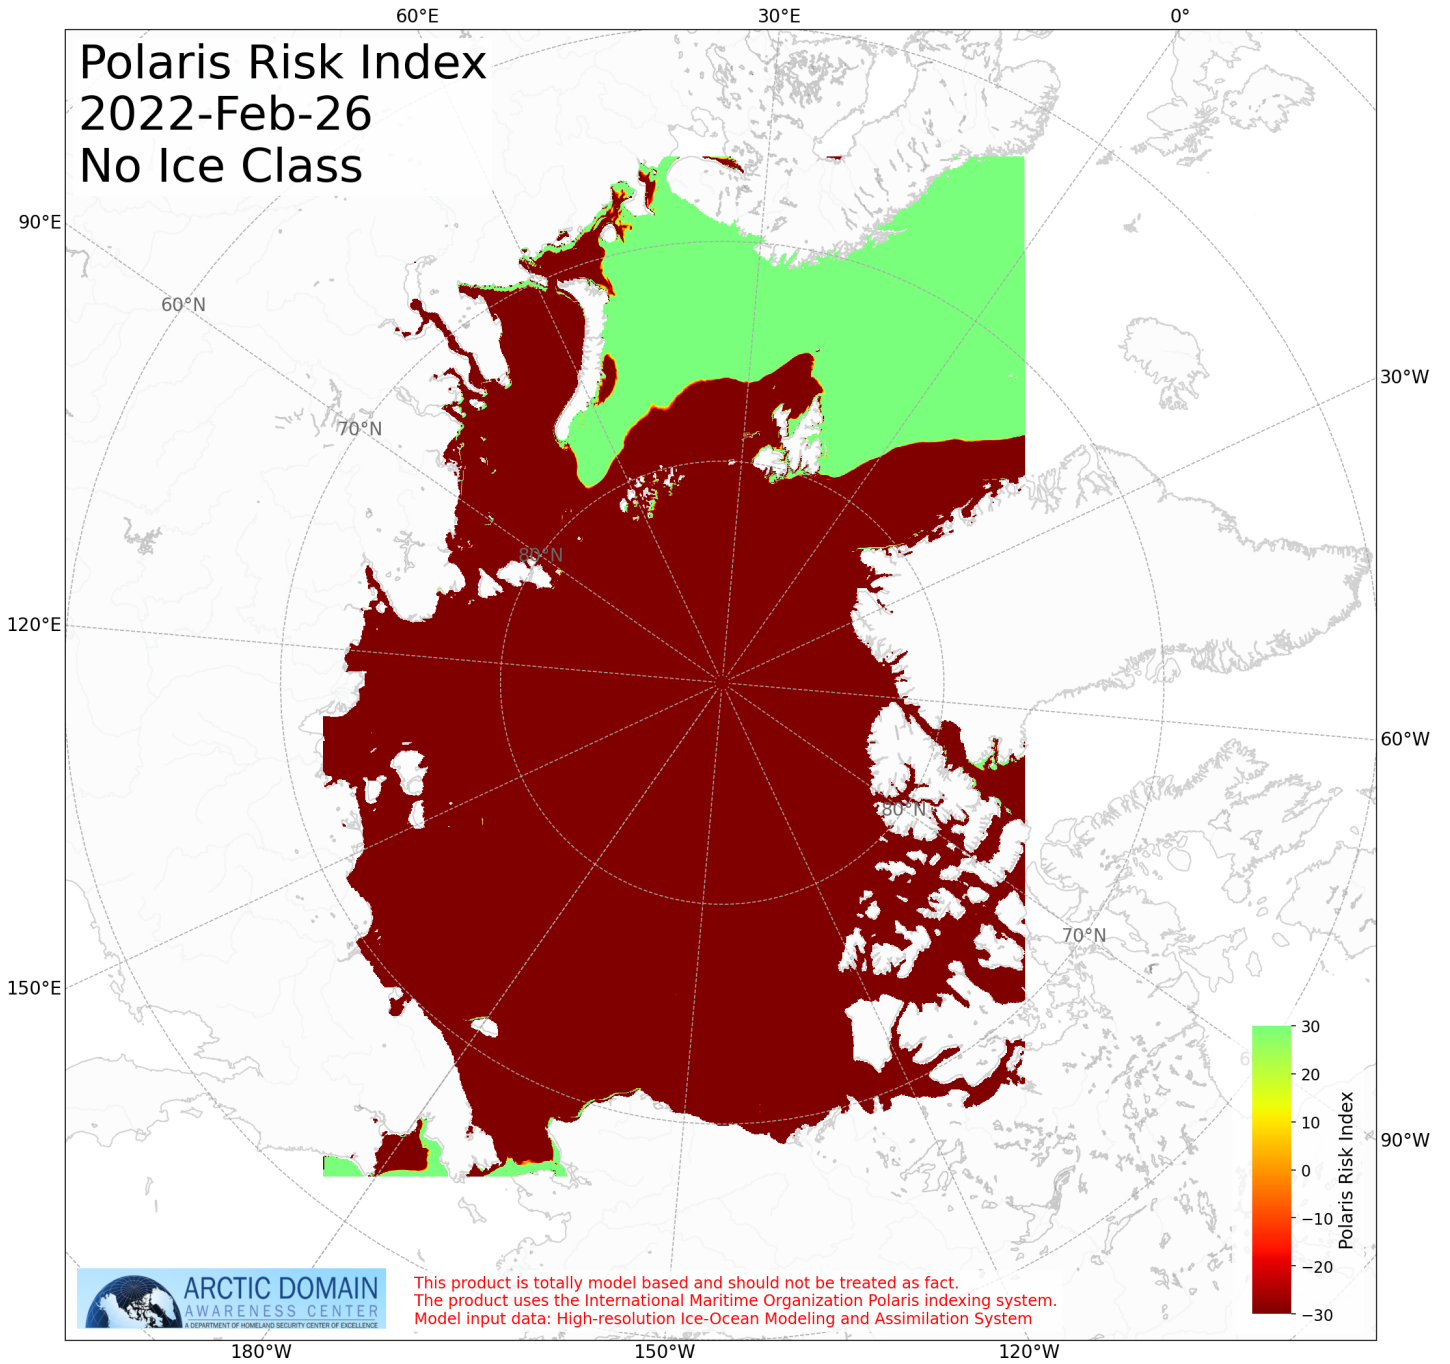 60°E 30°E 0°
Polaris Risk Index
2022-Feb-26
No Ice Class
90°E
60°N
30°W
70°N
80°N
120°E
60°W
80°N
70°N
150°E
30
20
10
0
−10
−20
−30
Polaris Risk Index
90°W
ARCTIC DOMAIN
AWARENESS CENTER
A DEPARTMENT OF HOMELAND SECURITY CENTER OF EXCELLENCE
This product is totally model based and should not be treated as fact.
The product uses the International Maritime Organization Polaris indexing system.
Model input data: High-resolution Ice-Ocean Modeling and Assimilation System
180°W 150°W 120°W